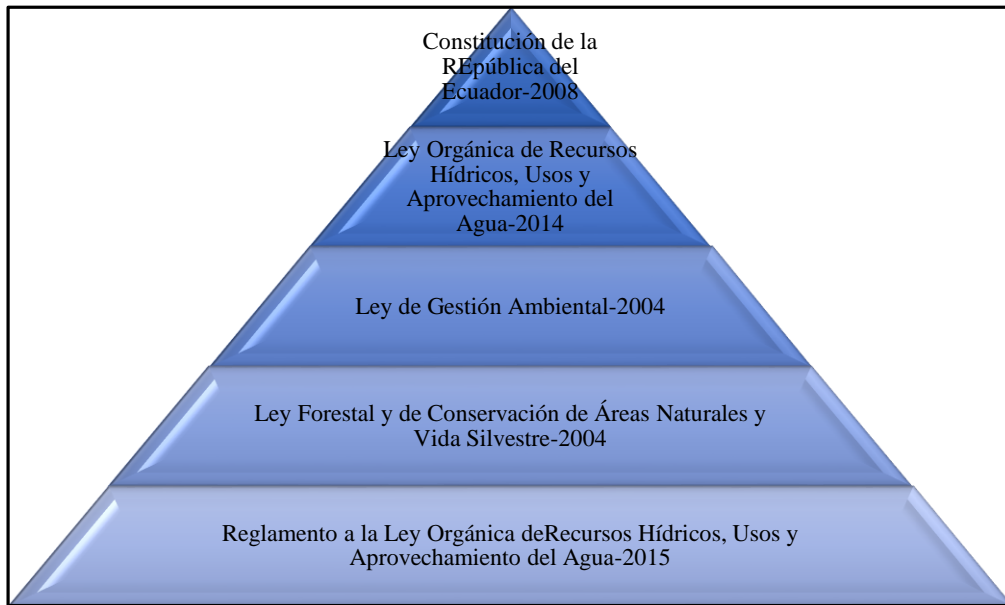 Constitución de la
REpública del
Ecuador-2008
Ley Orgánica de Recursos
Hídricos, Usos y
Aprovechamiento del
Agua-2014
Ley de Gestión Ambiental-2004
Ley Forestal y de Conservación de Áreas Naturales y
Vida Silvestre-2004
Reglamento a la Ley Orgánica deRecursos Hídricos, Usos y
Aprovechamiento del Agua-2015